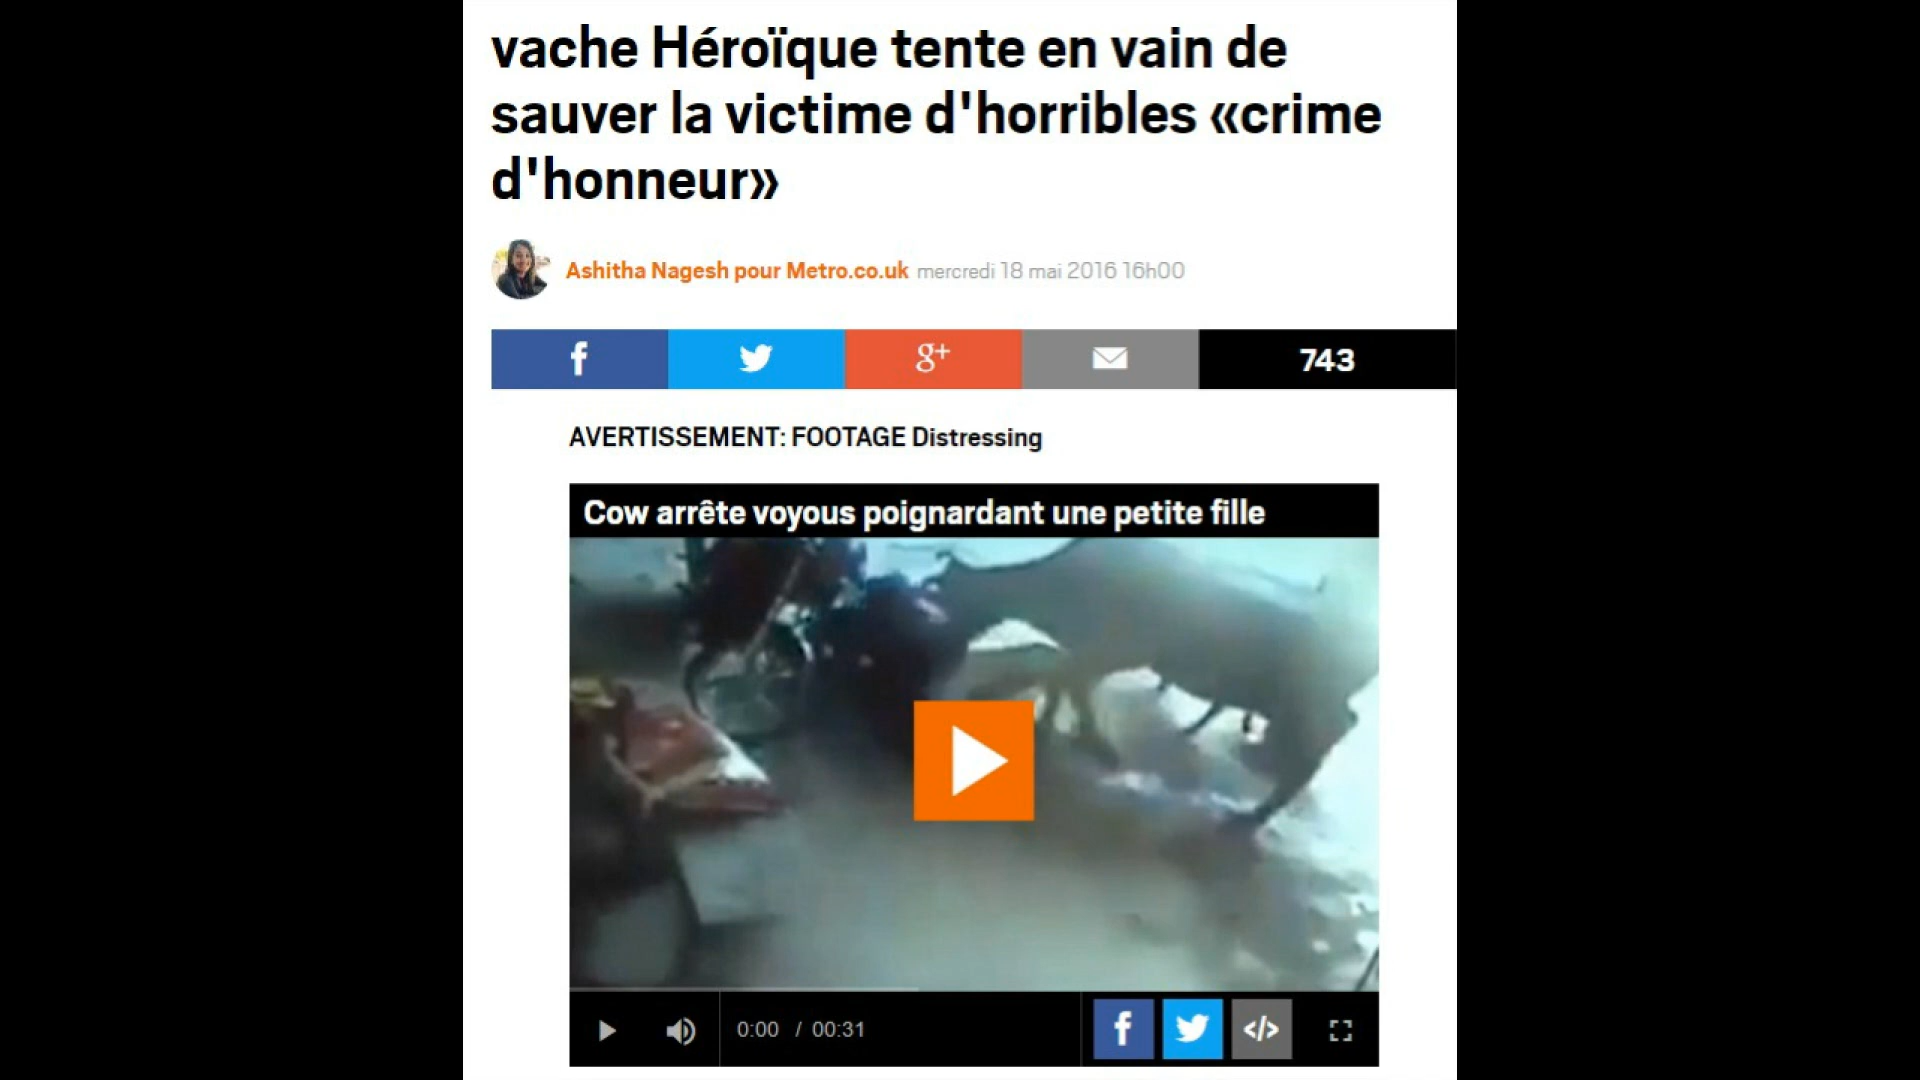 vache Héroïque tente en vain de
sauver la victime d'horribles «crime
d'honneur»
Ashitha Nagesh pour Metro.co.uk mercredi 18 mai 2016 16h00
f g+ 743
AVERTISSEMENT: FOOTAGE Distressing
Cow arrête voyous poignardant une petite fille
0:00 / 00:31 f </>